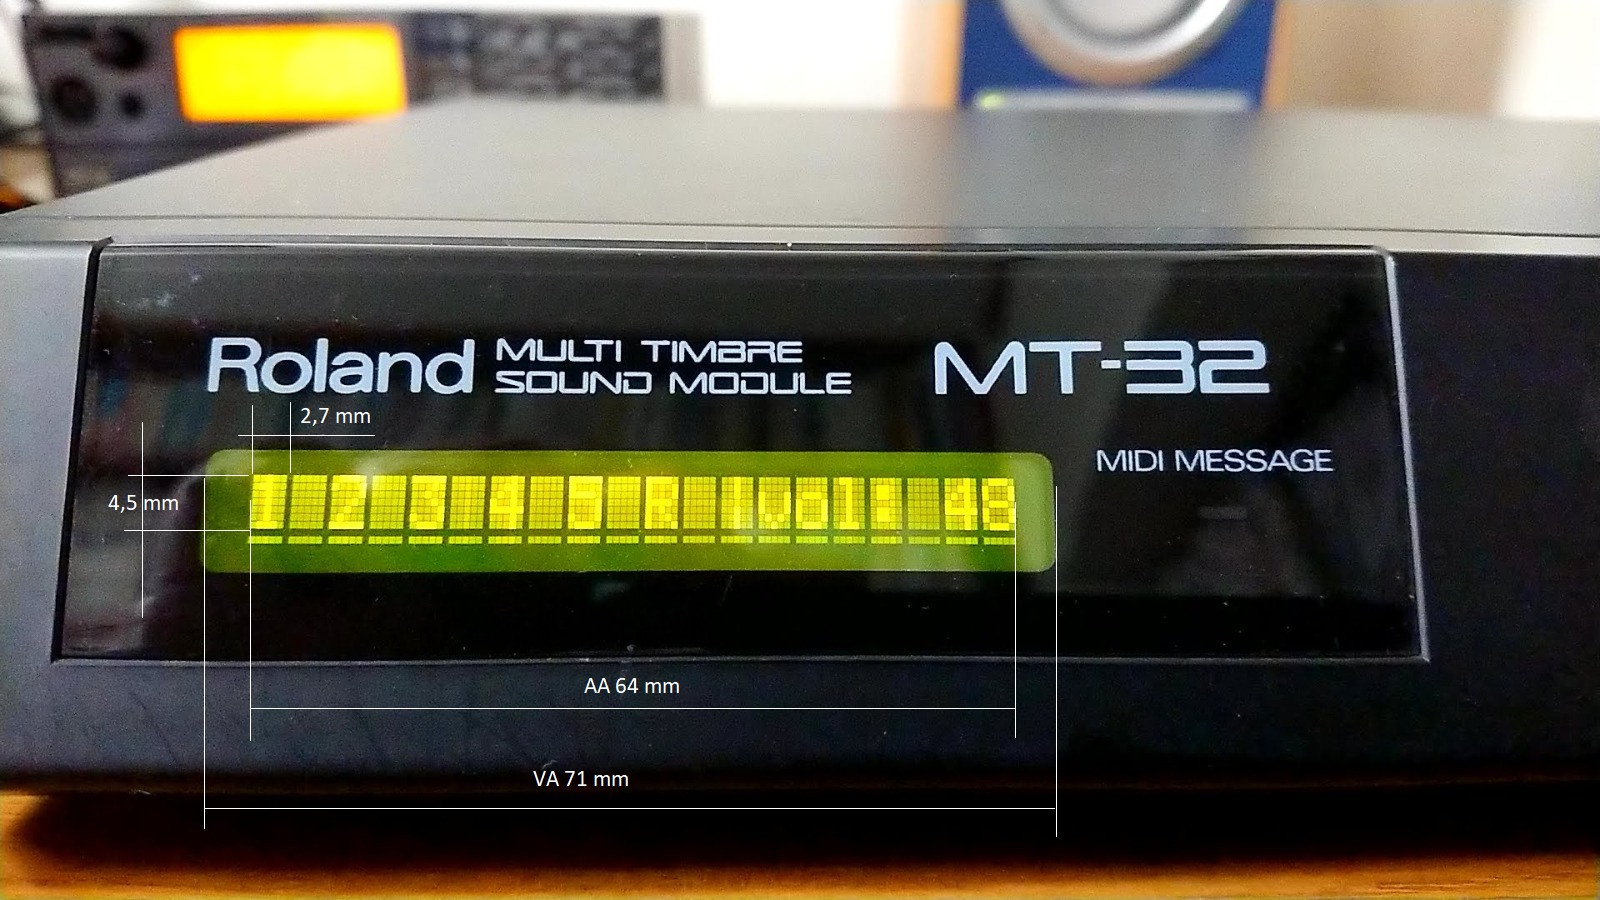 Roland MULTI TIMBRE MT-32
SOUND MODULE
2,7 mm
MIDI MESSAGE
4,5 mm
1 2 3 4 5 R |vol: 49
AA 64 mm
VA 71 mm